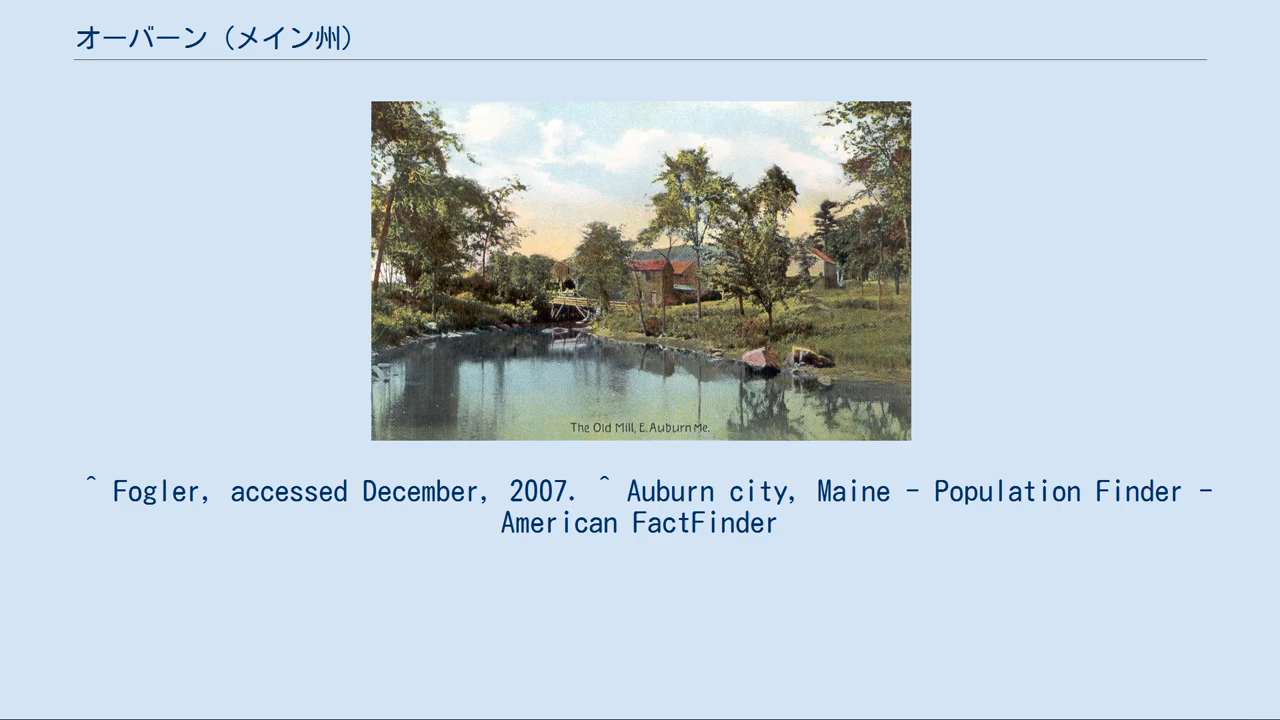 オーバーン（メイン州）
The Old Mill, E. Auburn Me.
^ Fogler, accessed December, 2007. ^ Auburn city, Maine - Population Finder -
American FactFinder